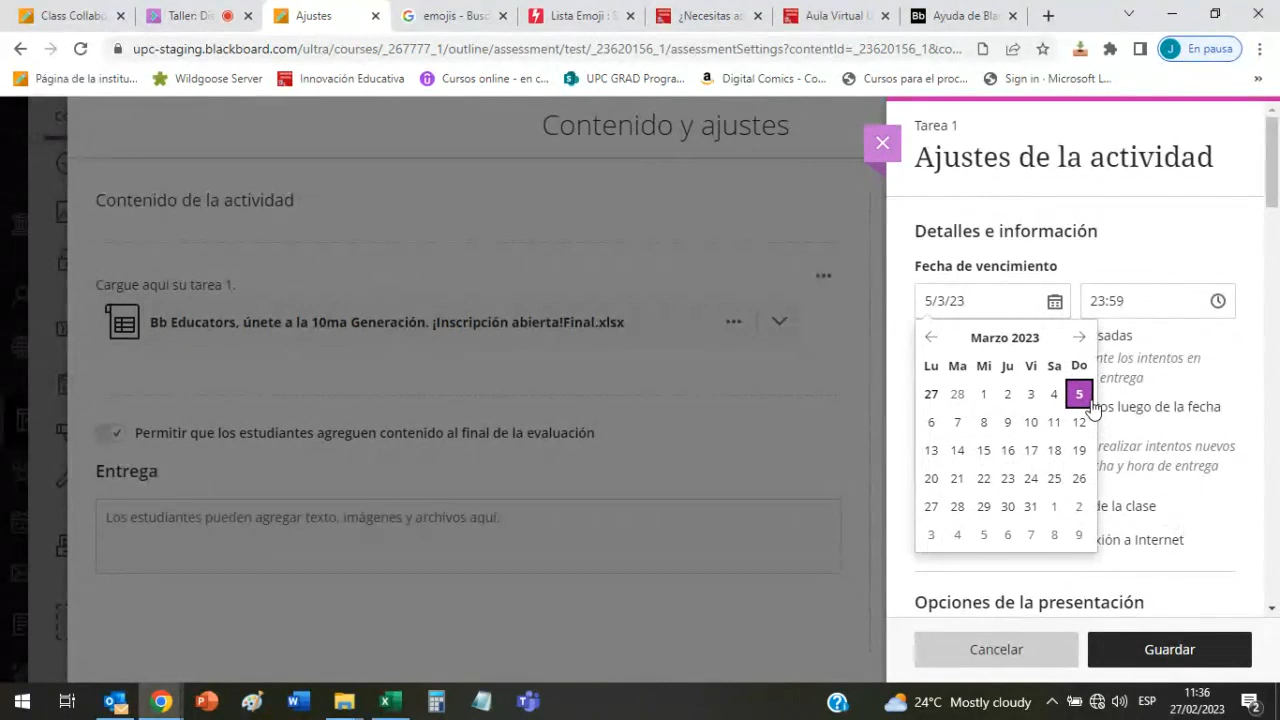 Class Collab
Taller: Di
Ajustes
emojis - Busc
Lista Emoji : S
¿Necesitas a
Aula Virtual U
Ayuda de Bla
upc-staging.blackboard.com/ultra/courses/_267777_1/outline/assessment/test/_23620156_1/assessmentSettings?contentId=_23620156_1&co...
En pausa
Página de la institu...
Wildgoose Server
Innovación Educativa
Cursos online - en c...
UPC GRAD Progra...
Digital Comics - Co...
Cursos para el proc...
Sign in · Microsoft L...
Contenido y ajustes
Contenido de la actividad
Cargue aqui su tarea 1.
Bb Educators, únete a la 10ma Generación. ¡Inscripción abierta!Final.xlsx
Permitir que los estudiantes agreguen contenido al final de la evaluación
Entrega
Los estudiantes pueden agregar texto, imágenes y archivos aquí.
Tarea 1
Ajustes de la actividad
Detalles e información
Fecha de vencimiento
5/3/23 23:59
Marzo 2023
Lu Ma Mi Ju Vi Sa Do
27 28 1 2 3 4 5
6 7 8 9 10 11 12
13 14 15 16 17 18 19
20 21 22 23 24 25 26
27 28 29 30 31 1 2
3 4 5 6 7 8 9
sadas
nte los intentos en
entrega
os luego de la fecha
realizar intentos nuevos
cha y hora de entrega
de la clase
xión a Internet
Opciones de la presentación
Cancelar
Guardar
24°C Mostly cloudy
ESP
11:36
27/02/2023
2